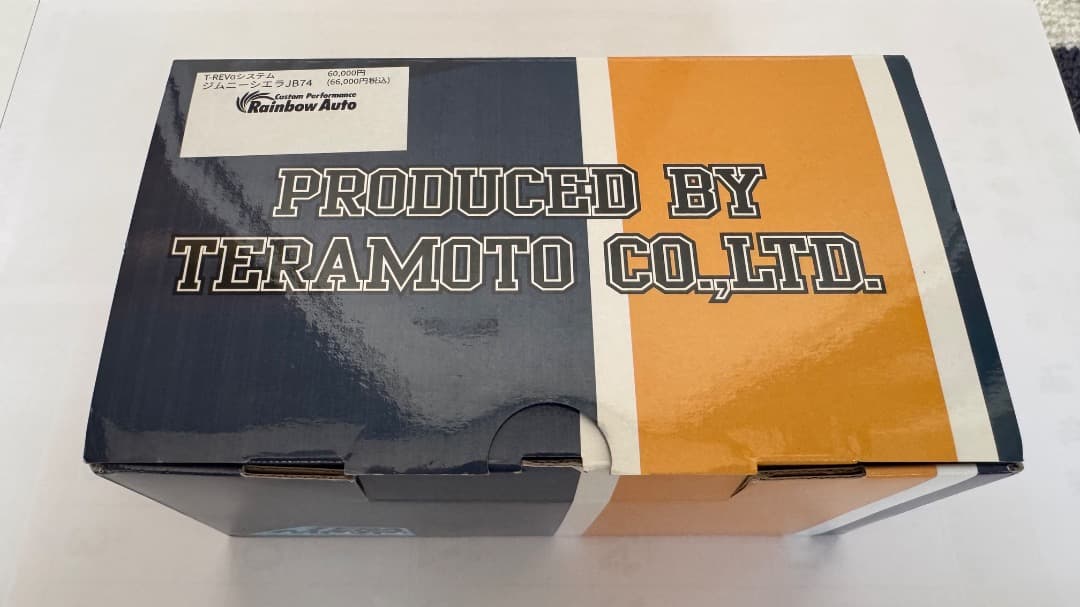 T-REVαシステム 60,000円
ジムニーシエラJB74 (66,000円税込)
Custom Performance
Rainbow Auto
PRODUCED BY
TERAMOTO CO.,LTD.